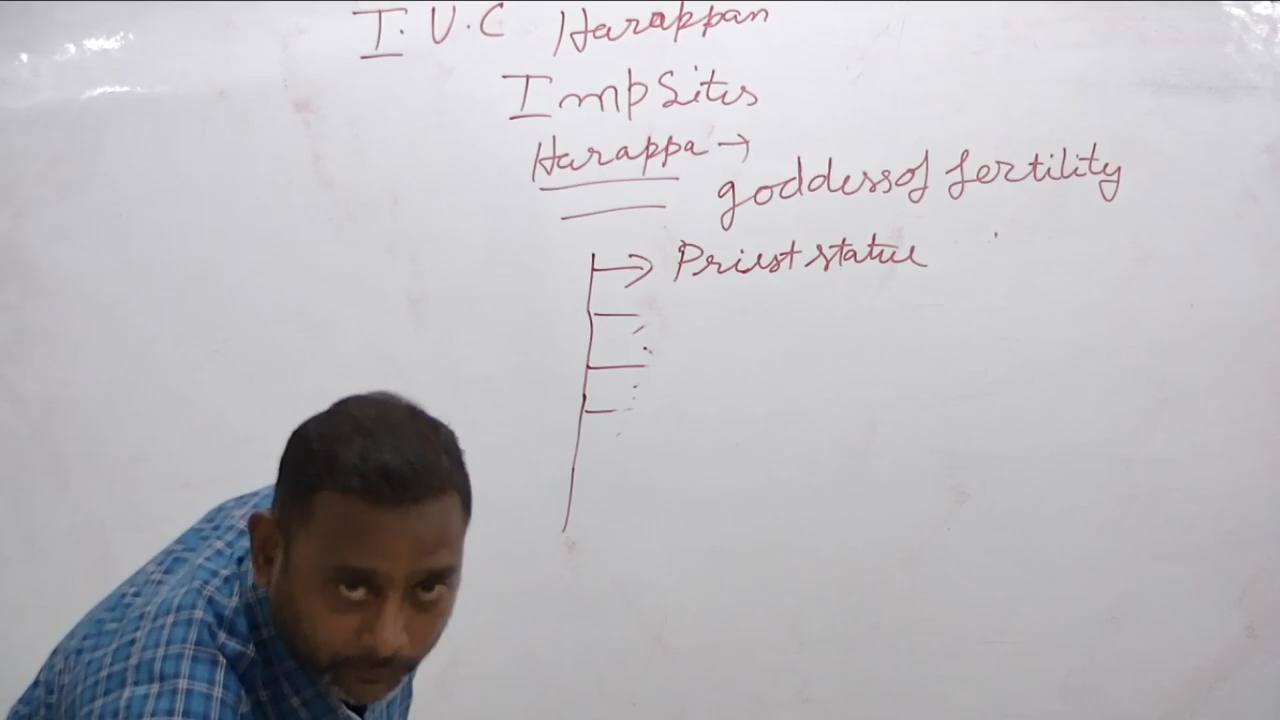 I. V. C Harappan
Imp Sites
Harappa →
goddess of fertility
Priest statue